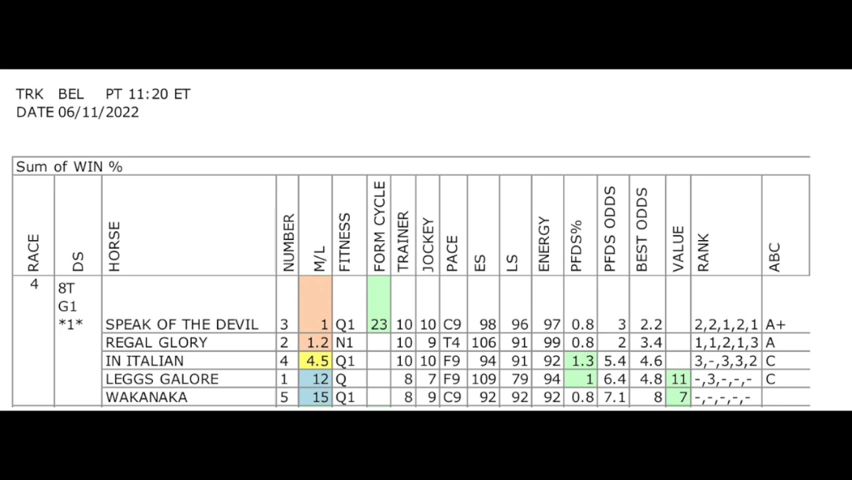 TRK BEL PT 11:20 ET
DATE 06/11/2022
Sum of WIN %
RACE DS HORSE NUMBER M/L FITNESS FORM CYCLE TRAINER JOCKEY PACE ES LS ENERGY PFDS% PFDS ODDS BEST ODDS VALUE RANK ABC
4 8T
G1
*1* SPEAK OF THE DEVIL 3 1 Q1 23 10 10 C9 98 96 97 0.8 3 2.2 2,2,1,2,1 A+
REGAL GLORY 2 1.2 N1 10 9 T4 106 91 99 0.8 2 3.4 1,1,2,1,3 A
IN ITALIAN 4 4.5 Q1 10 10 F9 94 91 92 1.3 5.4 4.6 3,-,3,3,2 C
LEGGS GALORE 1 12 Q 8 7 F9 109 79 94 1 6.4 4.8 11 -,3,-,-,- C
WAKANAKA 5 15 Q1 8 9 C9 92 92 92 0.8 7.1 8 7 -,-,-,-,-